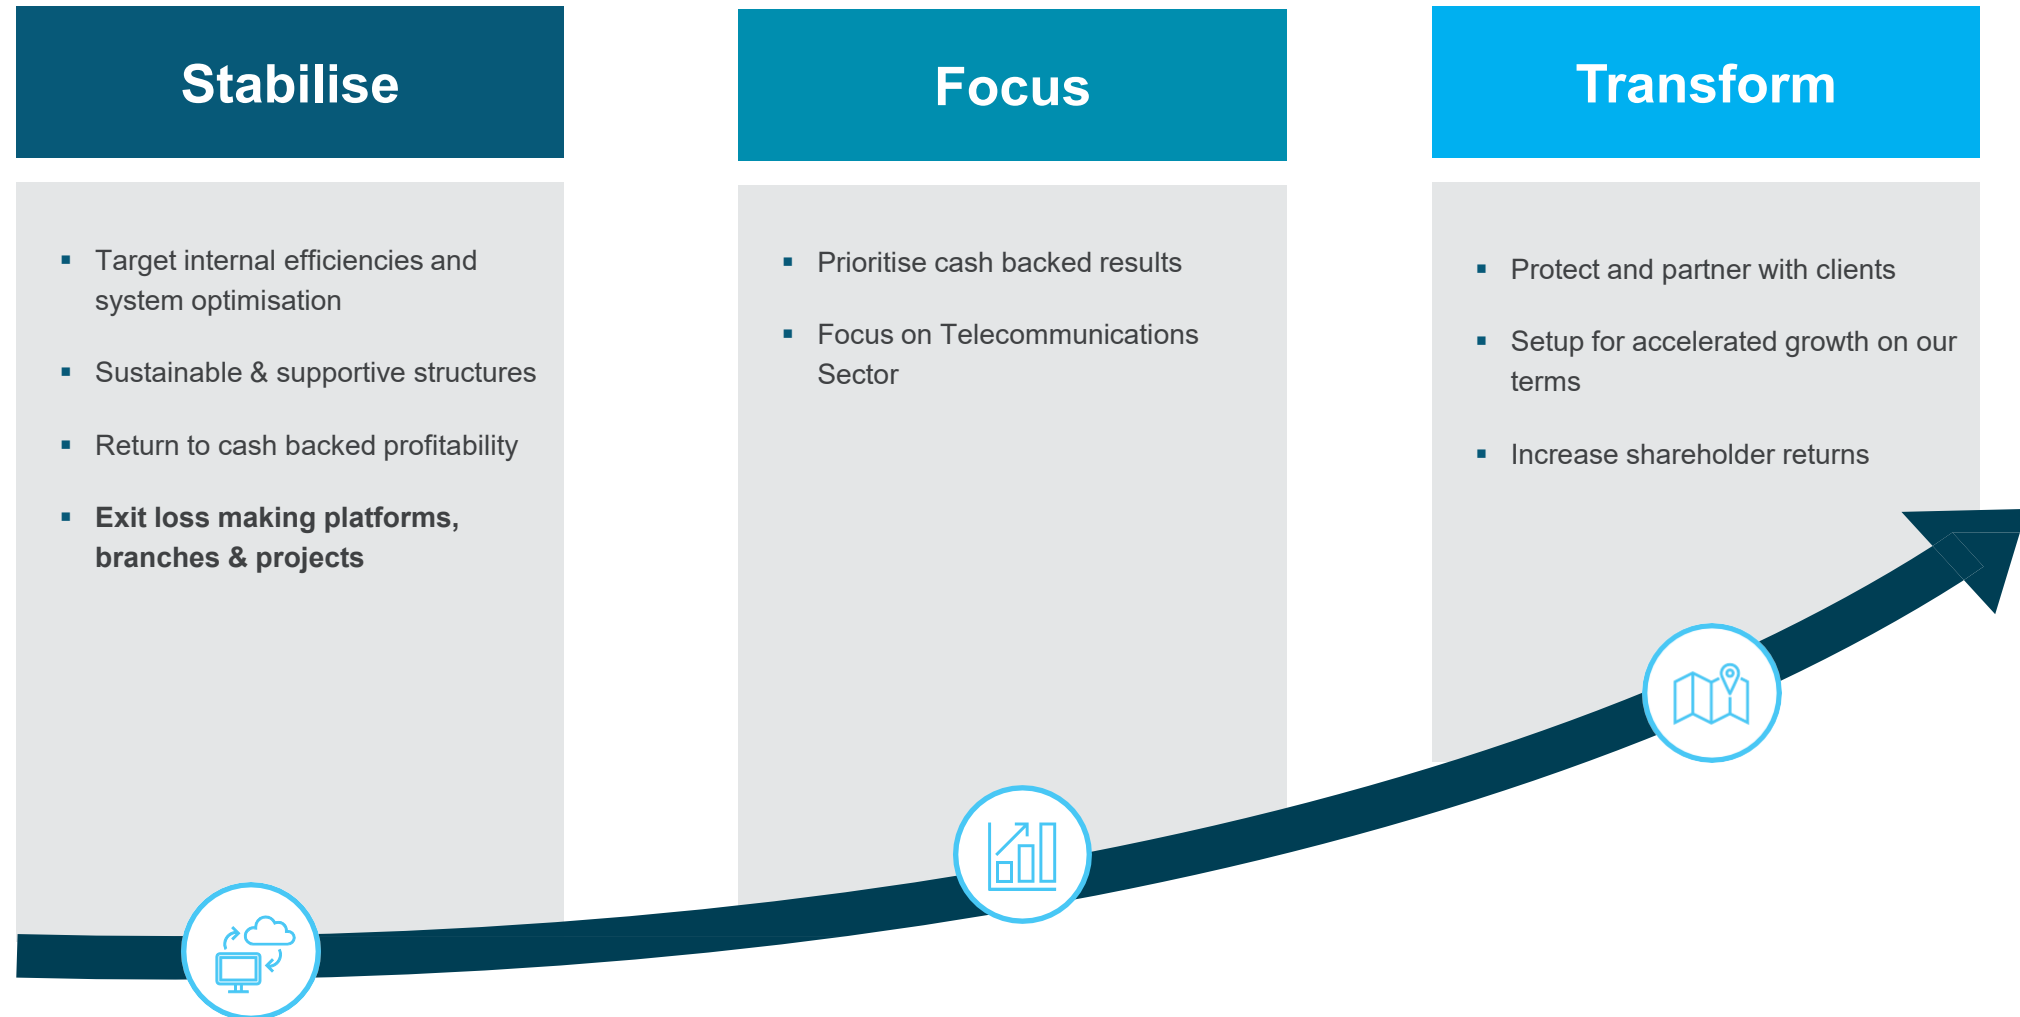 Stabilise
Target internal efficiencies and
system optimisation
Sustainable & supportive structures
Return to cash backed profitability
Exit loss making platforms,
branches & projects
Focus
Prioritise cash backed results
Focus on Telecommunications
Sector
Transform
Protect and partner with clients
Setup for accelerated growth on our
terms
Increase shareholder returns